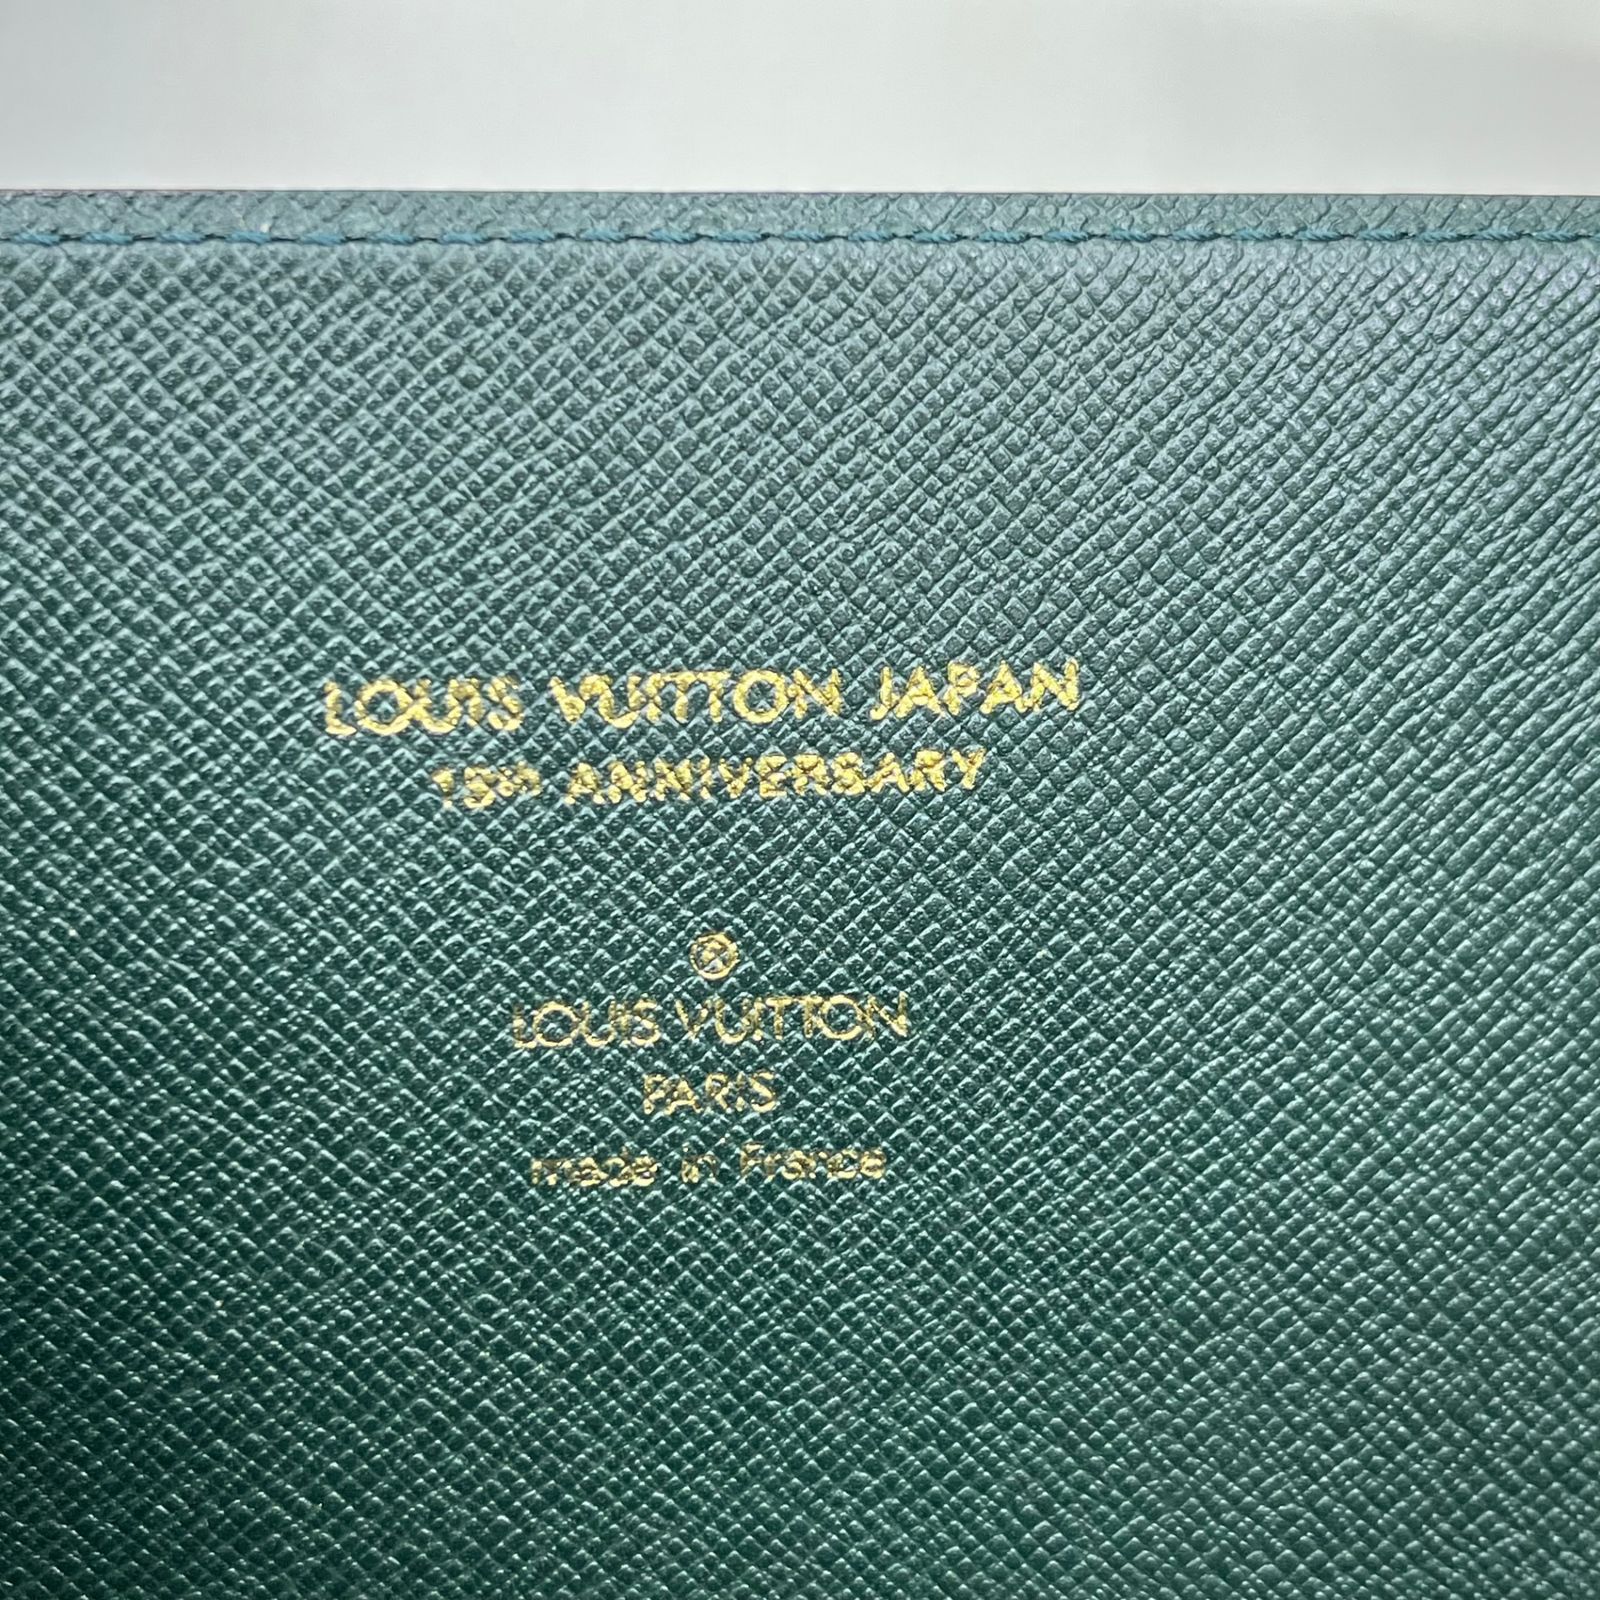 LOUIS VUITTON JAPAN
15th ANNIVERSARY
LOUIS VUITTON
PARIS
made in France